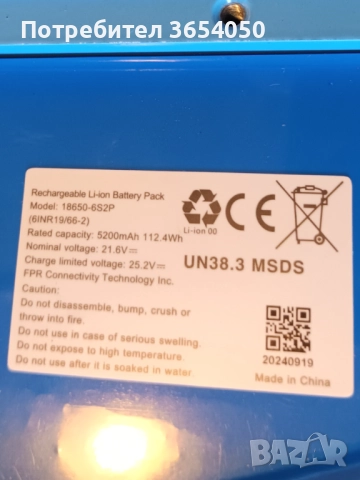 Потребител 3654050
Rechargeable Li-ion Battery Pack
Model: 18650-6S2P
(6INR19/66-2)
Rated capacity: 5200mAh 112.4Wh
Nominal voltage: 21.6V⎓
Charge limited voltage: 25.2V⎓
FPR Connectivity Technology Inc.
Caution:
Do not disassemble, bump, crush or
throw into fire.
Do not use in case of serious swelling.
Do not expose to high temperature.
Do not use after it is soaked in water.
Li-ion 00
CE
UN38.3 MSDS
20240919
Made in China
BAZAR